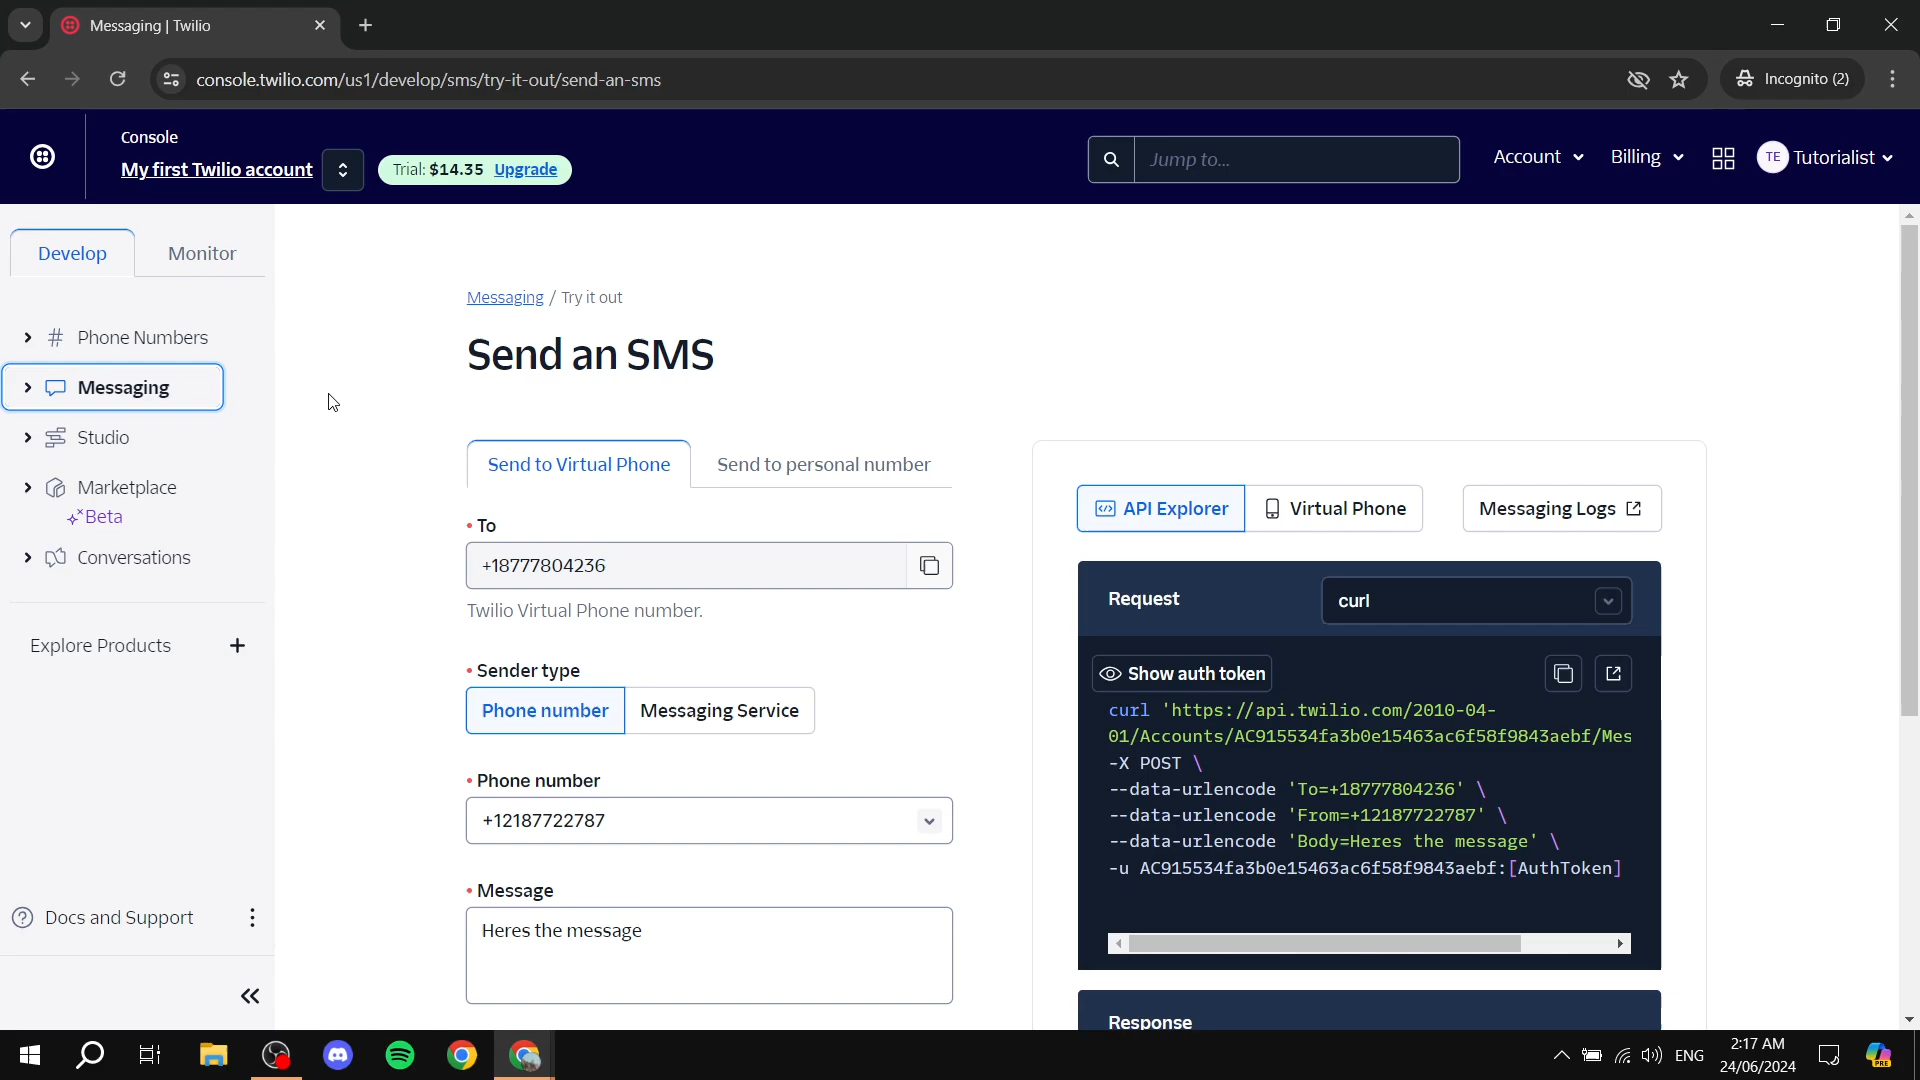 Messaging | Twilio
console.twilio.com/us1/develop/sms/try-it-out/send-an-sms
Incognito (2)
Console
My first Twilio account
Trial: $14.35 Upgrade
Jump to...
Account
Billing
TE
Tutorialist
Develop
Monitor
Phone Numbers
Messaging
Studio
Marketplace
Beta
Conversations
Explore Products
Docs and Support
Messaging / Try it out
Send an SMS
Send to Virtual Phone
Send to personal number
To
+18777804236
Twilio Virtual Phone number.
Sender type
Phone number
Messaging Service
Phone number
+12187722787
Message
Heres the message
API Explorer
Virtual Phone
Messaging Logs
Request
curl
Show auth token
curl 'https://api.twilio.com/2010-04-
01/Accounts/AC915534fa3b0e15463ac6f58f9843aebf/Mes
-X POST \
--data-urlencode 'To=+18777804236' \
--data-urlencode 'From=+12187722787' \
--data-urlencode 'Body=Heres the message' \
-u AC915534fa3b0e15463ac6f58f9843aebf:[AuthToken]
Response
ENG
2:17 AM
24/06/2024
PRE